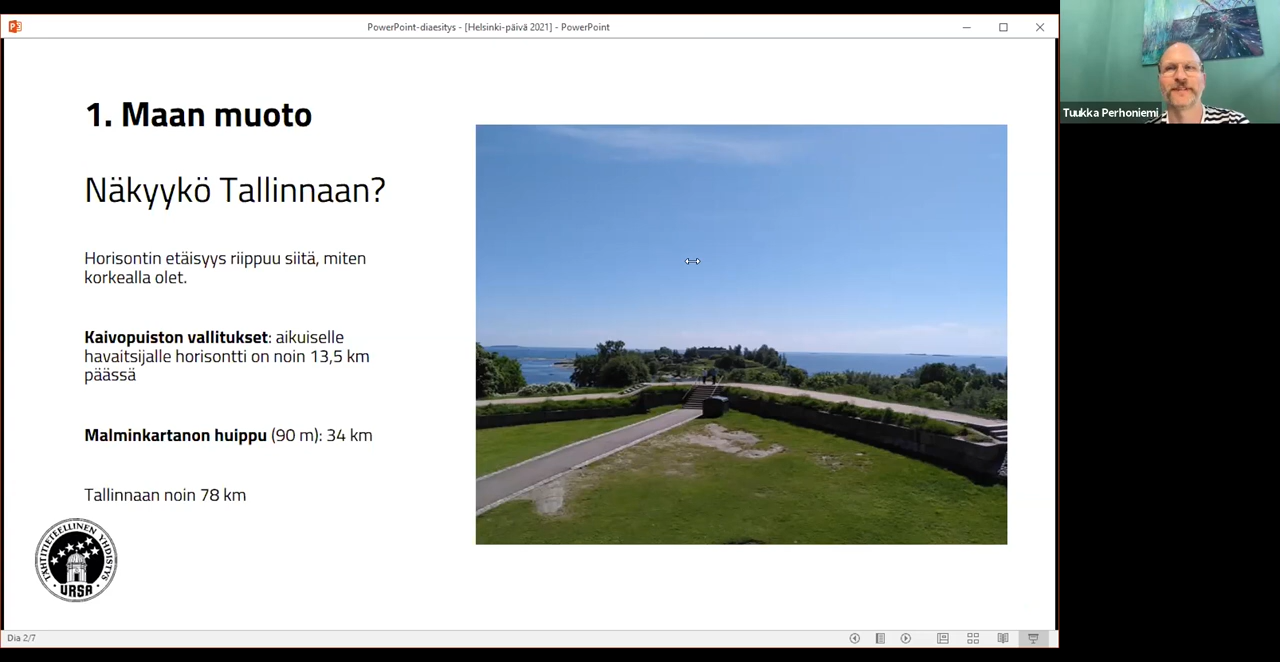 PowerPoint-diaesitys - [Helsinki-päivä 2021] - PowerPoint
Tuukka Perhoniemi
1. Maan muoto
Näkyykö Tallinnaan?
Horisontin etäisyys riippuu siitä, miten
korkealla olet.
Kaivopuiston vallitukset: aikuiselle
havaitsijalle horisontti on noin 13,5 km
päässä
Malminkartanon huippu (90 m): 34 km
Tallinnaan noin 78 km
TÄHTITIETEELLINEN YHDISTYS
URSA
Dia 2/7